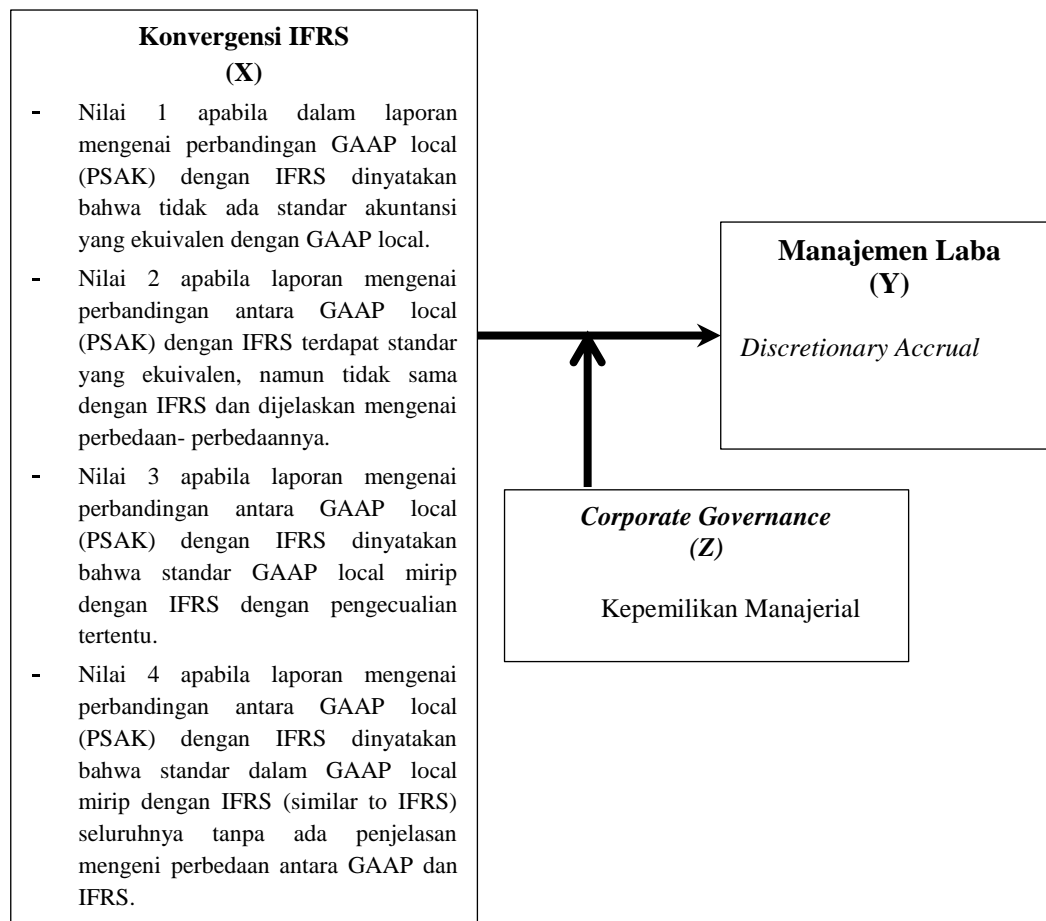 Konvergensi IFRS
(X)
- Nilai 1 apabila dalam laporan
mengenai perbandingan GAAP local
(PSAK) dengan IFRS dinyatakan
bahwa tidak ada standar akuntansi
yang ekuivalen dengan GAAP local.
- Nilai 2 apabila laporan mengenai
perbandingan antara GAAP local
(PSAK) dengan IFRS terdapat standar
yang ekuivalen, namun tidak sama
dengan IFRS dan dijelaskan mengenai
perbedaan- perbedaannya.
- Nilai 3 apabila laporan mengenai
perbandingan antara GAAP local
(PSAK) dengan IFRS dinyatakan
bahwa standar GAAP local mirip
dengan IFRS dengan pengecualian
tertentu.
- Nilai 4 apabila laporan mengenai
perbandingan antara GAAP local
(PSAK) dengan IFRS dinyatakan
bahwa standar dalam GAAP local
mirip dengan IFRS (similar to IFRS)
seluruhnya tanpa ada penjelasan
mengeni perbedaan antara GAAP dan
IFRS.
Manajemen Laba
(Y)
Discretionary Accrual
Corporate Governance
(Z)
Kepemilikan Manajerial